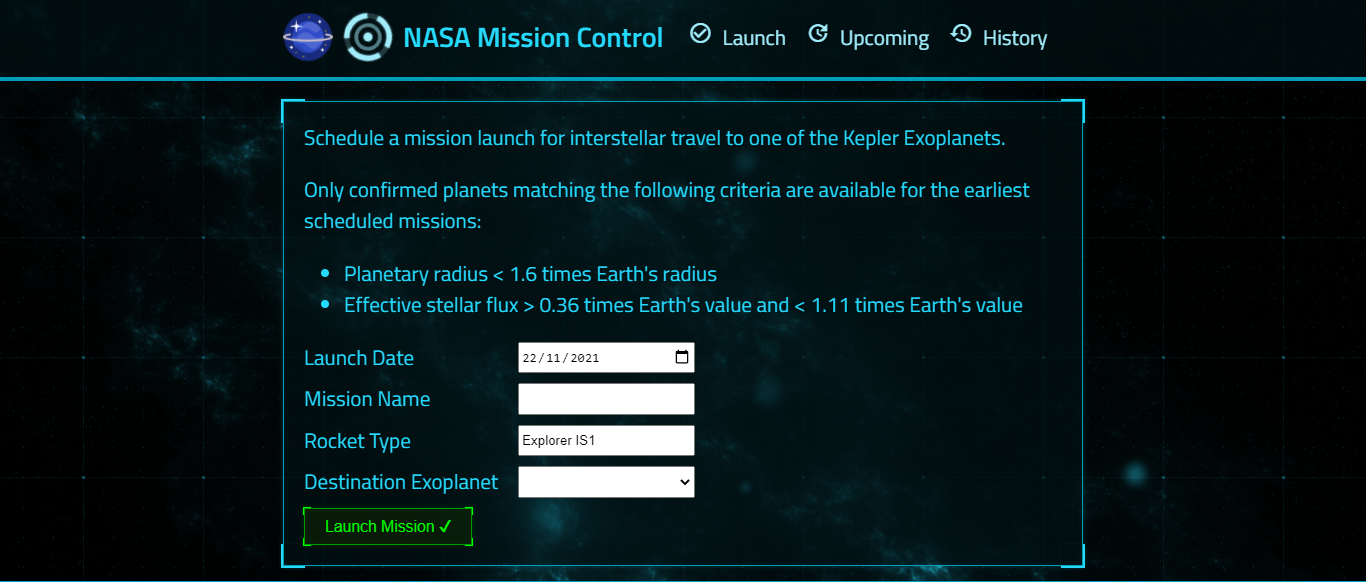 NASA Mission Control Launch Upcoming History
Schedule a mission launch for interstellar travel to one of the Kepler Exoplanets.
Only confirmed planets matching the following criteria are available for the earliest
scheduled missions:
• Planetary radius < 1.6 times Earth's radius
• Effective stellar flux > 0.36 times Earth's value and < 1.11 times Earth's value
Launch Date 22/11/2021
Mission Name
Rocket Type Explorer IS1
Destination Exoplanet
Launch Mission ✓